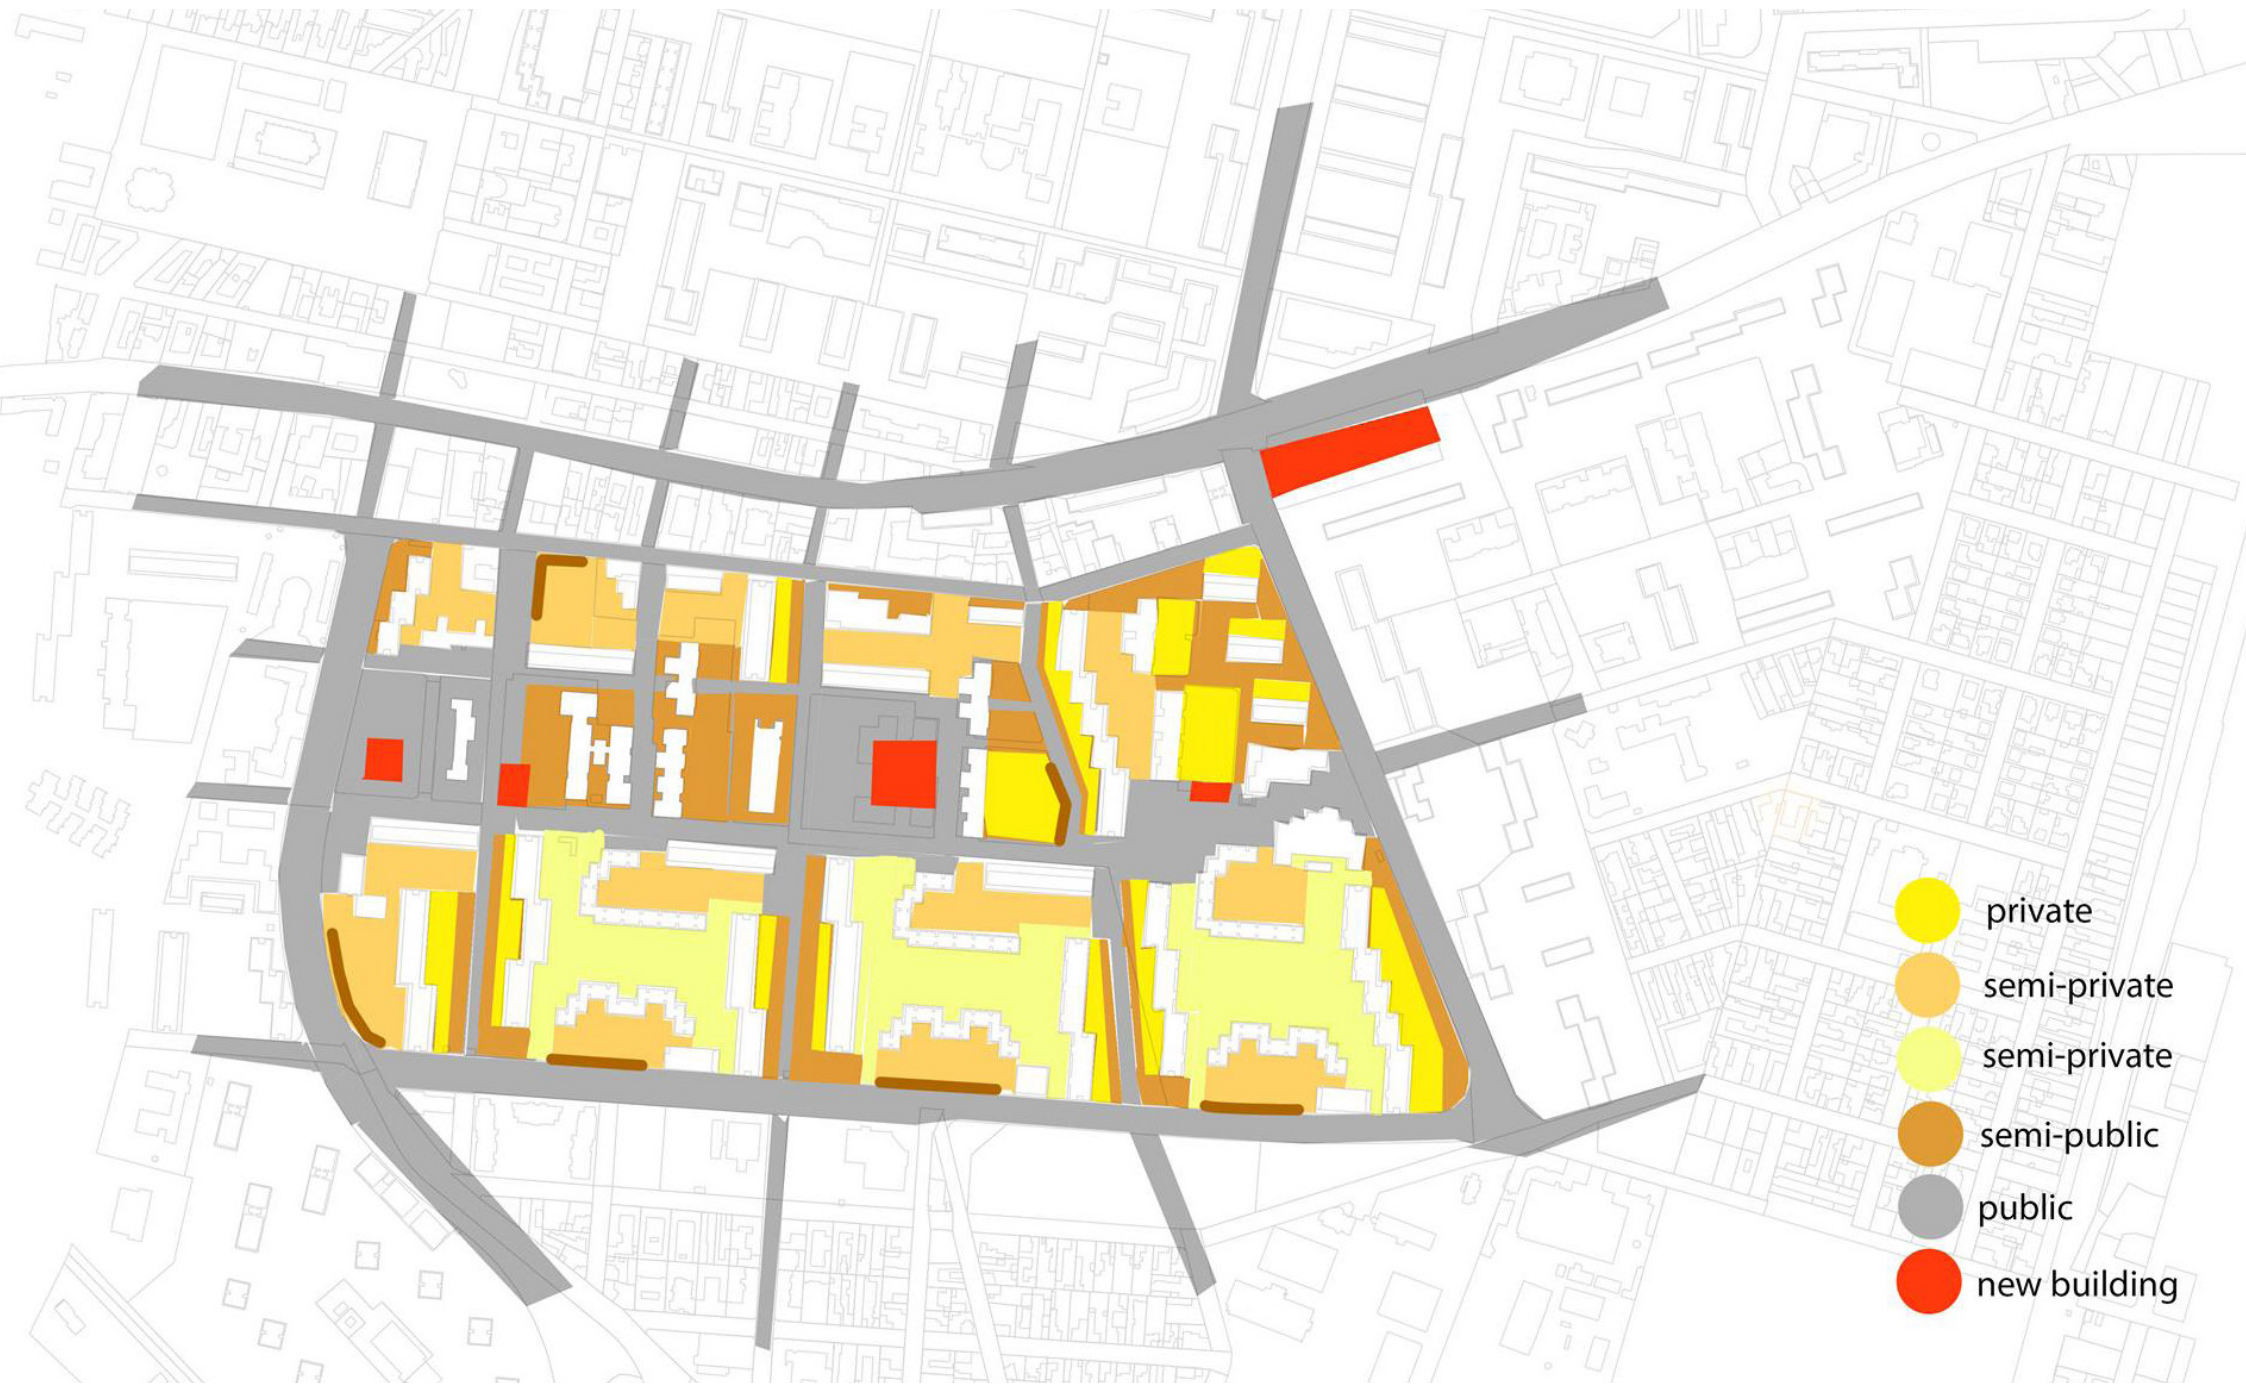 private
semi-private
semi-private
semi-public
public
new building